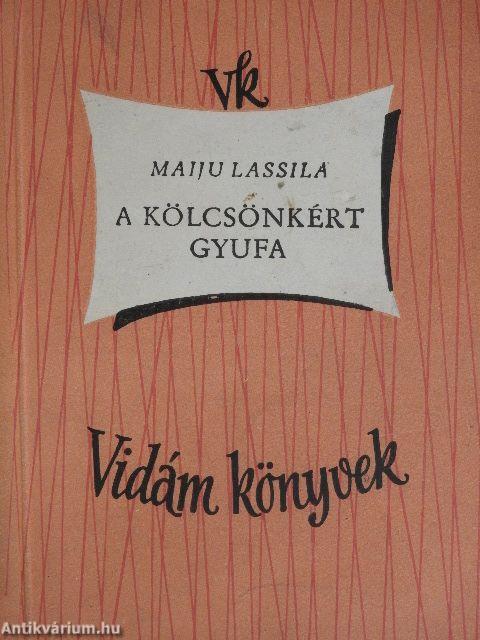 vk
MAIJU LASSILA
A KÖLCSÖNKÉRT
GYUFA
Vidám könyvek
Antikvárium.hu